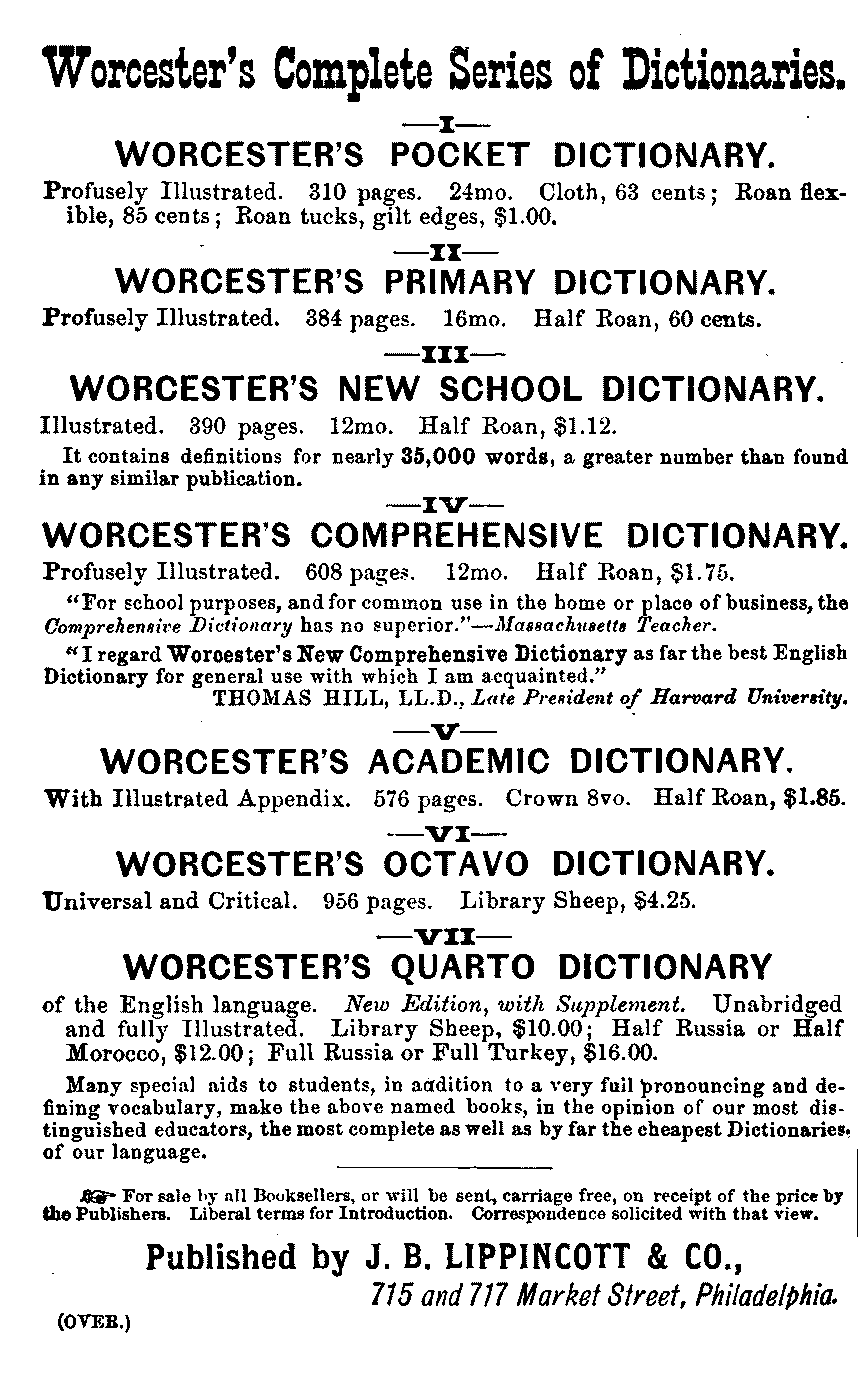 Worcester's Complete Series of Dictionaries.
—I—
WORCESTER'S POCKET DICTIONARY.
Profusely Illustrated. 310 pages. 24mo. Cloth, 63 cents; Roan flex-
ible, 85 cents; Roan tucks, gilt edges, $1.00.
—II—
WORCESTER'S PRIMARY DICTIONARY.
Profusely Illustrated. 384 pages. 16mo. Half Roan, 60 cents.
—III—
WORCESTER'S NEW SCHOOL DICTIONARY.
Illustrated. 390 pages. 12mo. Half Roan, $1.12.
It contains definitions for nearly 35,000 words, a greater number than found
in any similar publication.
—IV—
WORCESTER'S COMPREHENSIVE DICTIONARY.
Profusely Illustrated. 608 pages. 12mo. Half Roan, $1.75.
"For school purposes, and for common use in the home or place of business, the
Comprehensive Dictionary has no superior."—Massachusetts Teacher.
"I regard Worcester's New Comprehensive Dictionary as far the best English
Dictionary for general use with which I am acquainted."
THOMAS HILL, LL.D., Late President of Harvard University.
—V—
WORCESTER'S ACADEMIC DICTIONARY.
With Illustrated Appendix. 576 pages. Crown 8vo. Half Roan, $1.85.
—VI—
WORCESTER'S OCTAVO DICTIONARY.
Universal and Critical. 956 pages. Library Sheep, $4.25.
—VII—
WORCESTER'S QUARTO DICTIONARY
of the English language. New Edition, with Supplement. Unabridged
and fully Illustrated. Library Sheep, $10.00; Half Russia or Half
Morocco, $12.00; Full Russia or Full Turkey, $16.00.
Many special aids to students, in addition to a very full pronouncing and de-
fining vocabulary, make the above named books, in the opinion of our most dis-
tinguished educators, the most complete as well as by far the cheapest Dictionaries
of our language.
☞ For sale by all Booksellers, or will be sent, carriage free, on receipt of the price by
the Publishers. Liberal terms for Introduction. Correspondence solicited with that view.
Published by J. B. LIPPINCOTT & CO.,
715 and 717 Market Street, Philadelphia.
(OVER.)